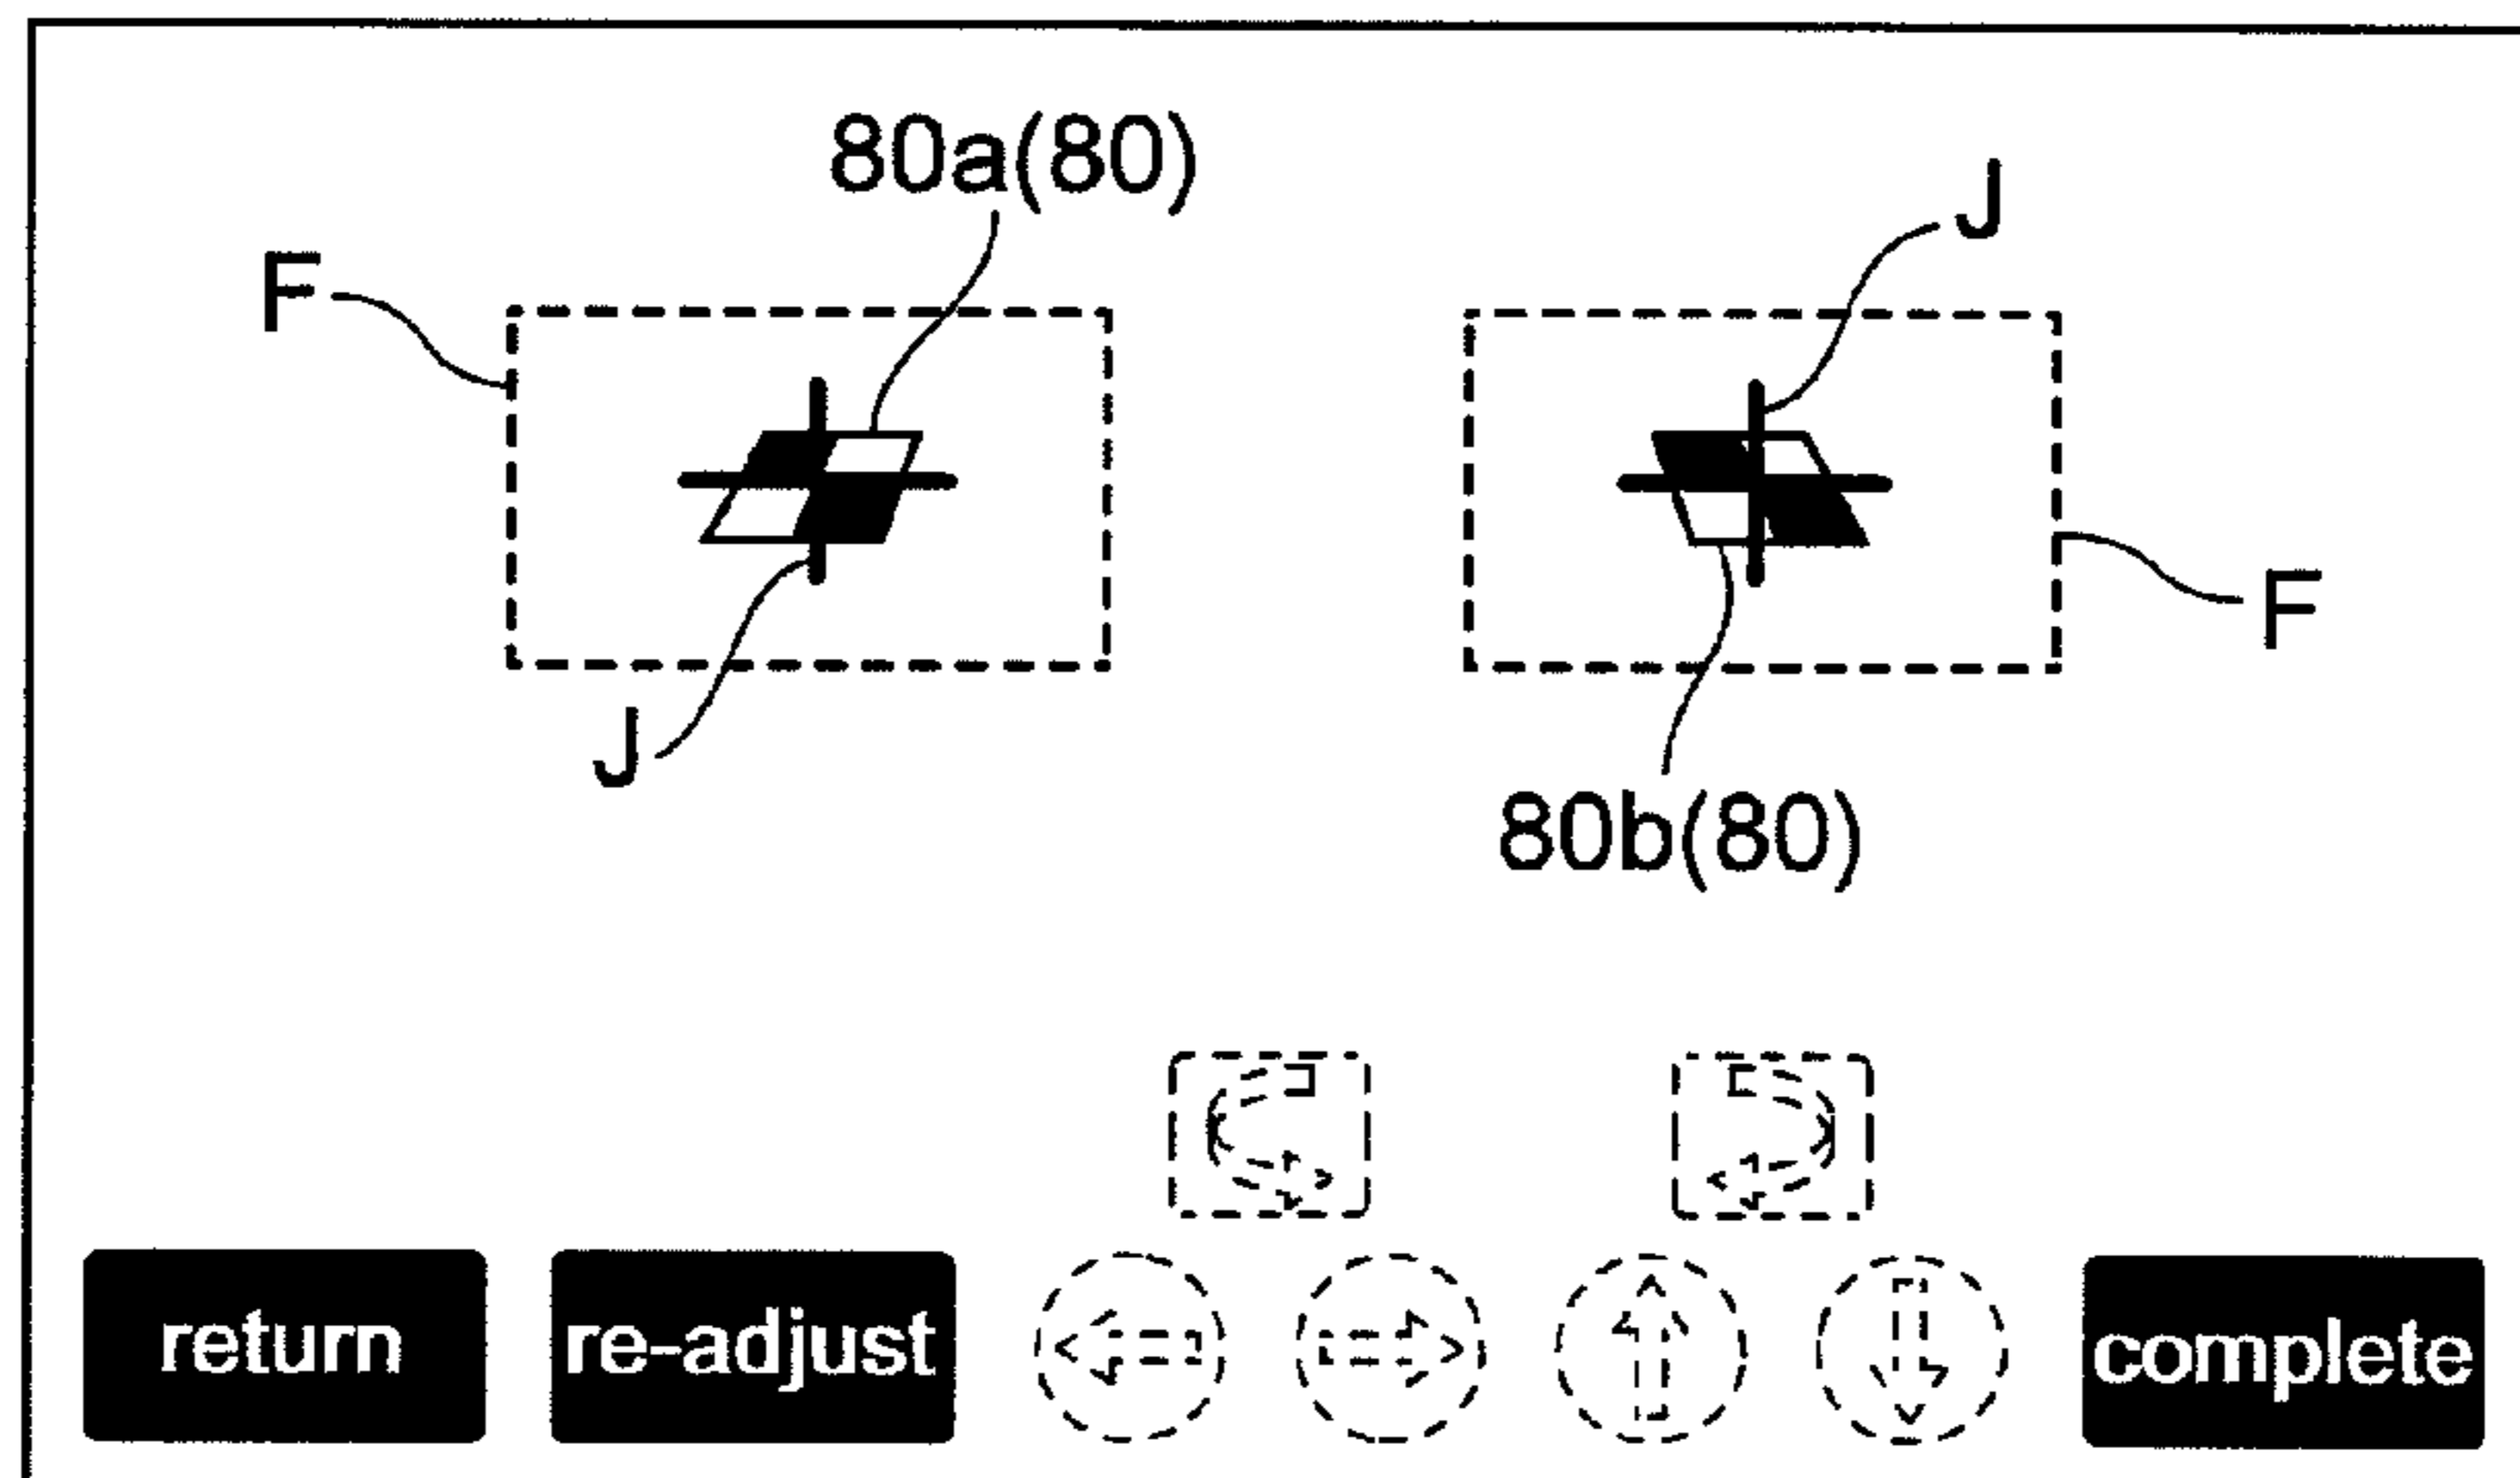 80a(80)
J
F
F
J
80b(80)
return
re-adjust
complete